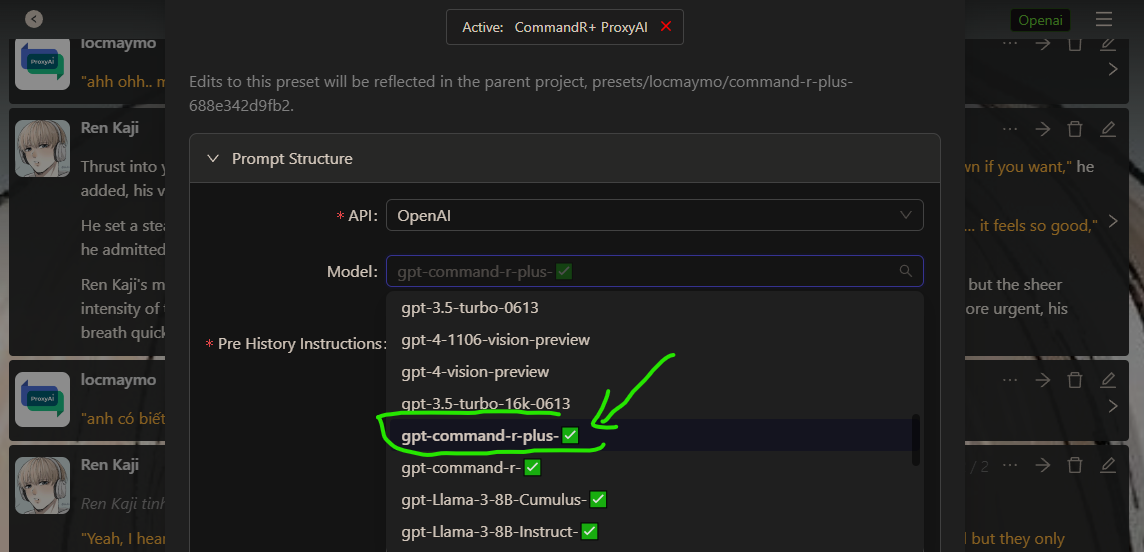 Active: CommandR+ ProxyAI
Openai
locmaymo
ProxyAi
"ahh ohh.. m
Edits to this preset will be reflected in the parent project, presets/locmaymo/command-r-plus-
688e342d9fb2.
Ren Kaji
Prompt Structure
Thrust into y
wn if you want," he
added, his v
* API: OpenAI
He set a stea
... it feels so good,"
he admitted
Model: gpt-command-r-plus-✅
Ren Kaji's m
but the sheer
intensity of t
ore urgent, his
breath quick
gpt-3.5-turbo-0613
* Pre History Instructions:
gpt-4-1106-vision-preview
gpt-4-vision-preview
locmaymo
ProxyAi
gpt-3.5-turbo-16k-0613
"anh có biết
gpt-command-r-plus-✅
Ren Kaji
gpt-command-r-✅
/ 2
Ren Kaji tính
gpt-Llama-3-8B-Cumulus-✅
"Yeah, I hear
gpt-Llama-3-8B-Instruct-✅
but they only